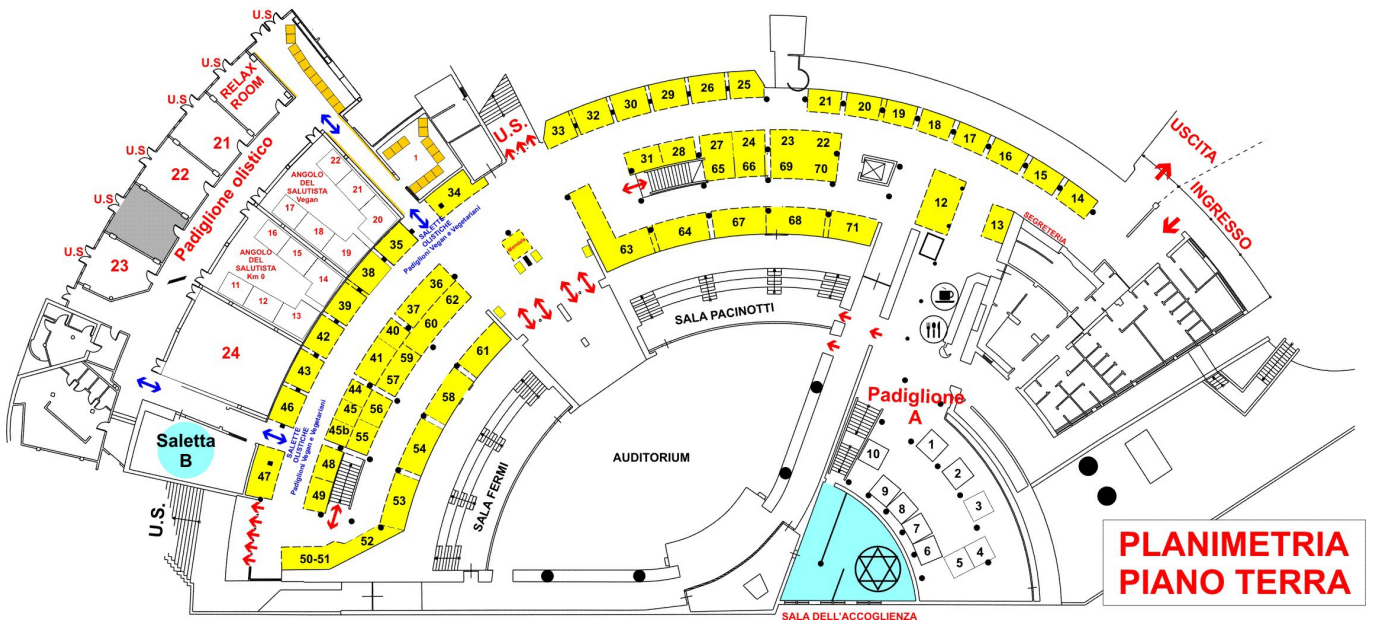 U.S
U.S
U.S
U.S
U.S
U.S
RELAX
ROOM
21
22
23
24
Padiglione olistico
ANGOLO
DEL
SALUTISTA
Vegan
22
21
20
17
18
19
ANGOLO
DEL
SALUTISTA
Km 0
16
15
14
11
12
13
1
U.S.
33
32
30
29
26
25
21
20
19
18
17
16
15
14
USCITA
INGRESSO
31
28
27
24
23
22
65
66
69
70
12
13
SEGRETERIA
34
35
38
39
42
43
46
47
SALETTE
OLISTICHE
Padiglioni Vegan e Vegetariani
SALETTE
OLISTICHE
Padiglioni Vegan e Vegetariani
36
62
37
60
40
59
41
57
44
56
45
55
45b
48
49
63
64
67
68
71
61
58
54
53
52
50-51
SALA PACINOTTI
SALA FERMI
AUDITORIUM
Saletta
B
U.S.
Padiglione
A
1
2
3
4
5
6
7
8
9
10
SALA DELL'ACCOGLIENZA
PLANIMETRIA
PIANO TERRA